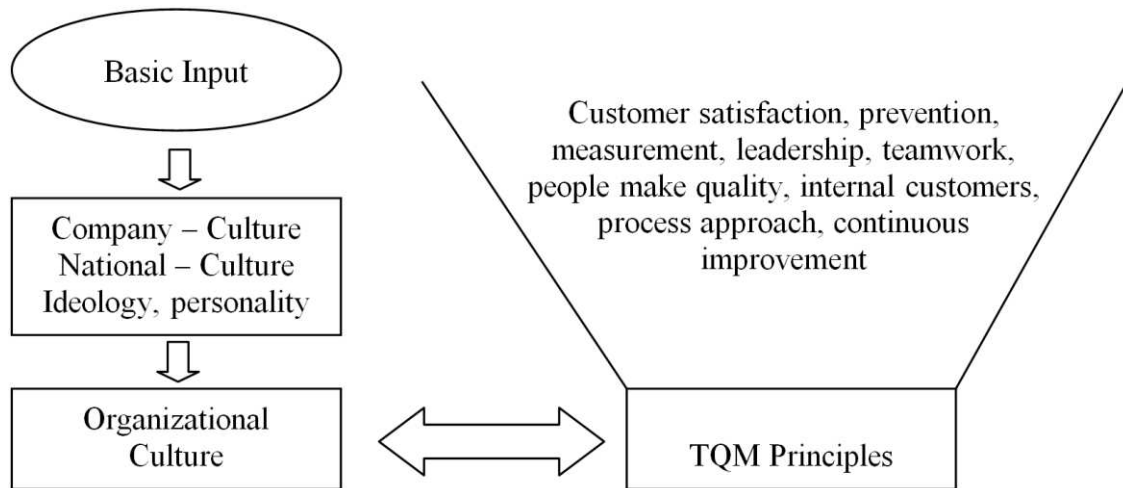 Basic Input
Company – Culture
National – Culture
Ideology, personality
Organizational
Culture
Customer satisfaction, prevention,
measurement, leadership, teamwork,
people make quality, internal customers,
process approach, continuous
improvement
TQM Principles